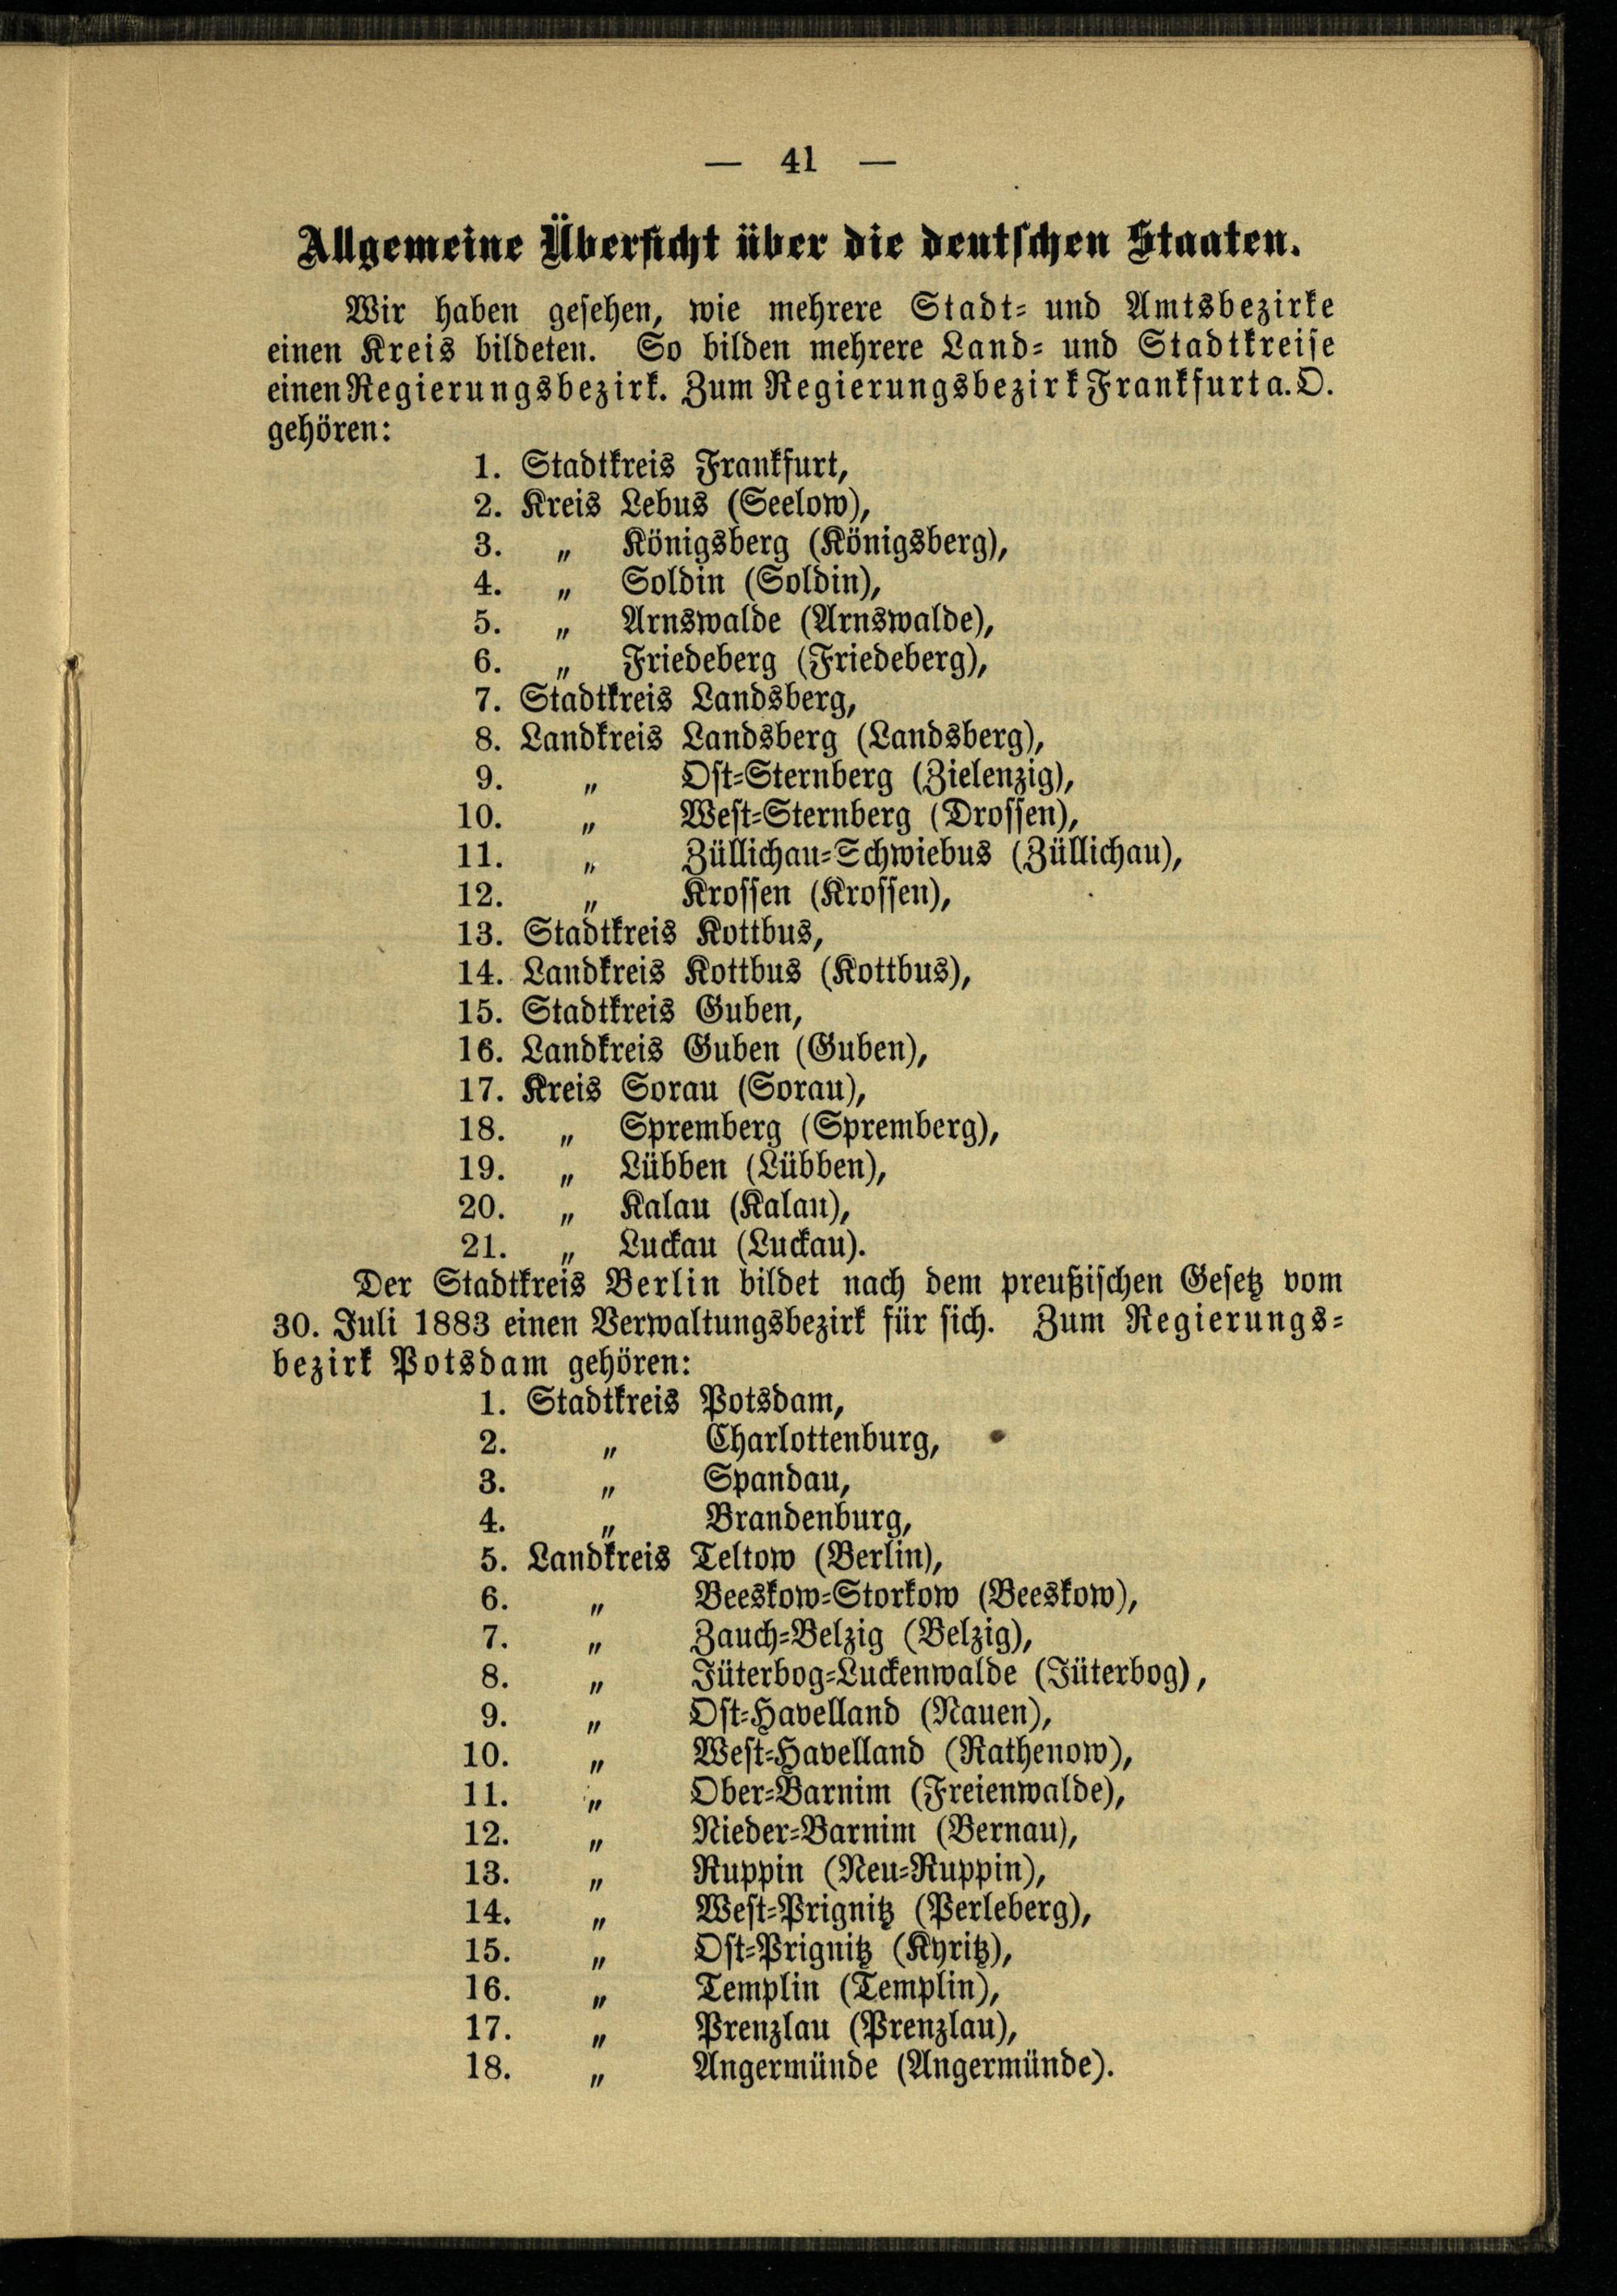 — 41 —
Allgemeine Übersicht über die deutschen Staaten.
Wir haben gesehen, wie mehrere Stadt- und Amtsbezirke
einen Kreis bildeten. So bilden mehrere Land- und Stadtkreise
einen Regierungsbezirk. Zum Regierungsbezirk Frankfurt a. O.
gehören:
1. Stadtkreis Frankfurt,
2. Kreis Lebus (Seelow),
3. „ Königsberg (Königsberg),
4. „ Soldin (Soldin),
5. „ Arnswalde (Arnswalde),
6. „ Friedeberg (Friedeberg),
7. Stadtkreis Landsberg,
8. Landkreis Landsberg (Landsberg),
9. „ Ost-Sternberg (Zielenzig),
10. „ West-Sternberg (Drossen),
11. „ Züllichau-Schwiebus (Züllichau),
12. „ Krossen (Krossen),
13. Stadtkreis Kottbus,
14. Landkreis Kottbus (Kottbus),
15. Stadtkreis Guben,
16. Landkreis Guben (Guben),
17. Kreis Sorau (Sorau),
18. „ Spremberg (Spremberg),
19. „ Lübben (Lübben),
20. „ Kalau (Kalau),
21. „ Luckau (Luckau).
Der Stadtkreis Berlin bildet nach dem preußischen Gesetz vom
30. Juli 1883 einen Verwaltungsbezirk für sich. Zum Regierungs-
bezirk Potsdam gehören:
1. Stadtkreis Potsdam,
2. „ Charlottenburg,
3. „ Spandau,
4. „ Brandenburg,
5. Landkreis Teltow (Berlin),
6. „ Beeskow-Storkow (Beeskow),
7. „ Zauch-Belzig (Belzig),
8. „ Jüterbog-Luckenwalde (Jüterbog),
9. „ Ost-Havelland (Nauen),
10. „ West-Havelland (Rathenow),
11. „ Ober-Barnim (Freienwalde),
12. „ Nieder-Barnim (Bernau),
13. „ Ruppin (Neu-Ruppin),
14. „ West-Prignitz (Perleberg),
15. „ Ost-Prignitz (Kyritz),
16. „ Templin (Templin),
17. „ Prenzlau (Prenzlau),
18. „ Angermünde (Angermünde).